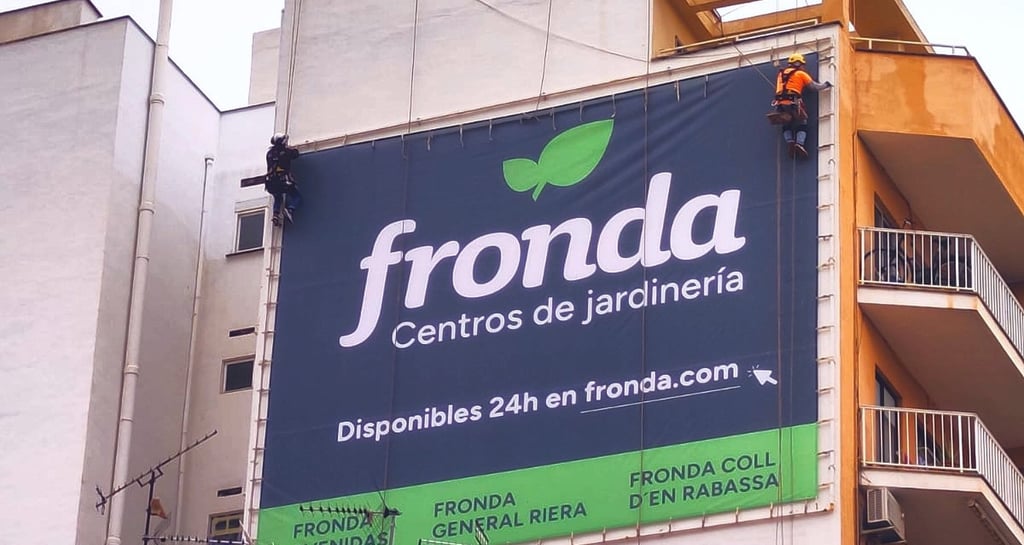 fronda
Centros de jardinería
Disponibles 24h en fronda.com
FRONDA
FRONDA
GENERAL RIERA
FRONDA COLL
D'EN RABASSA